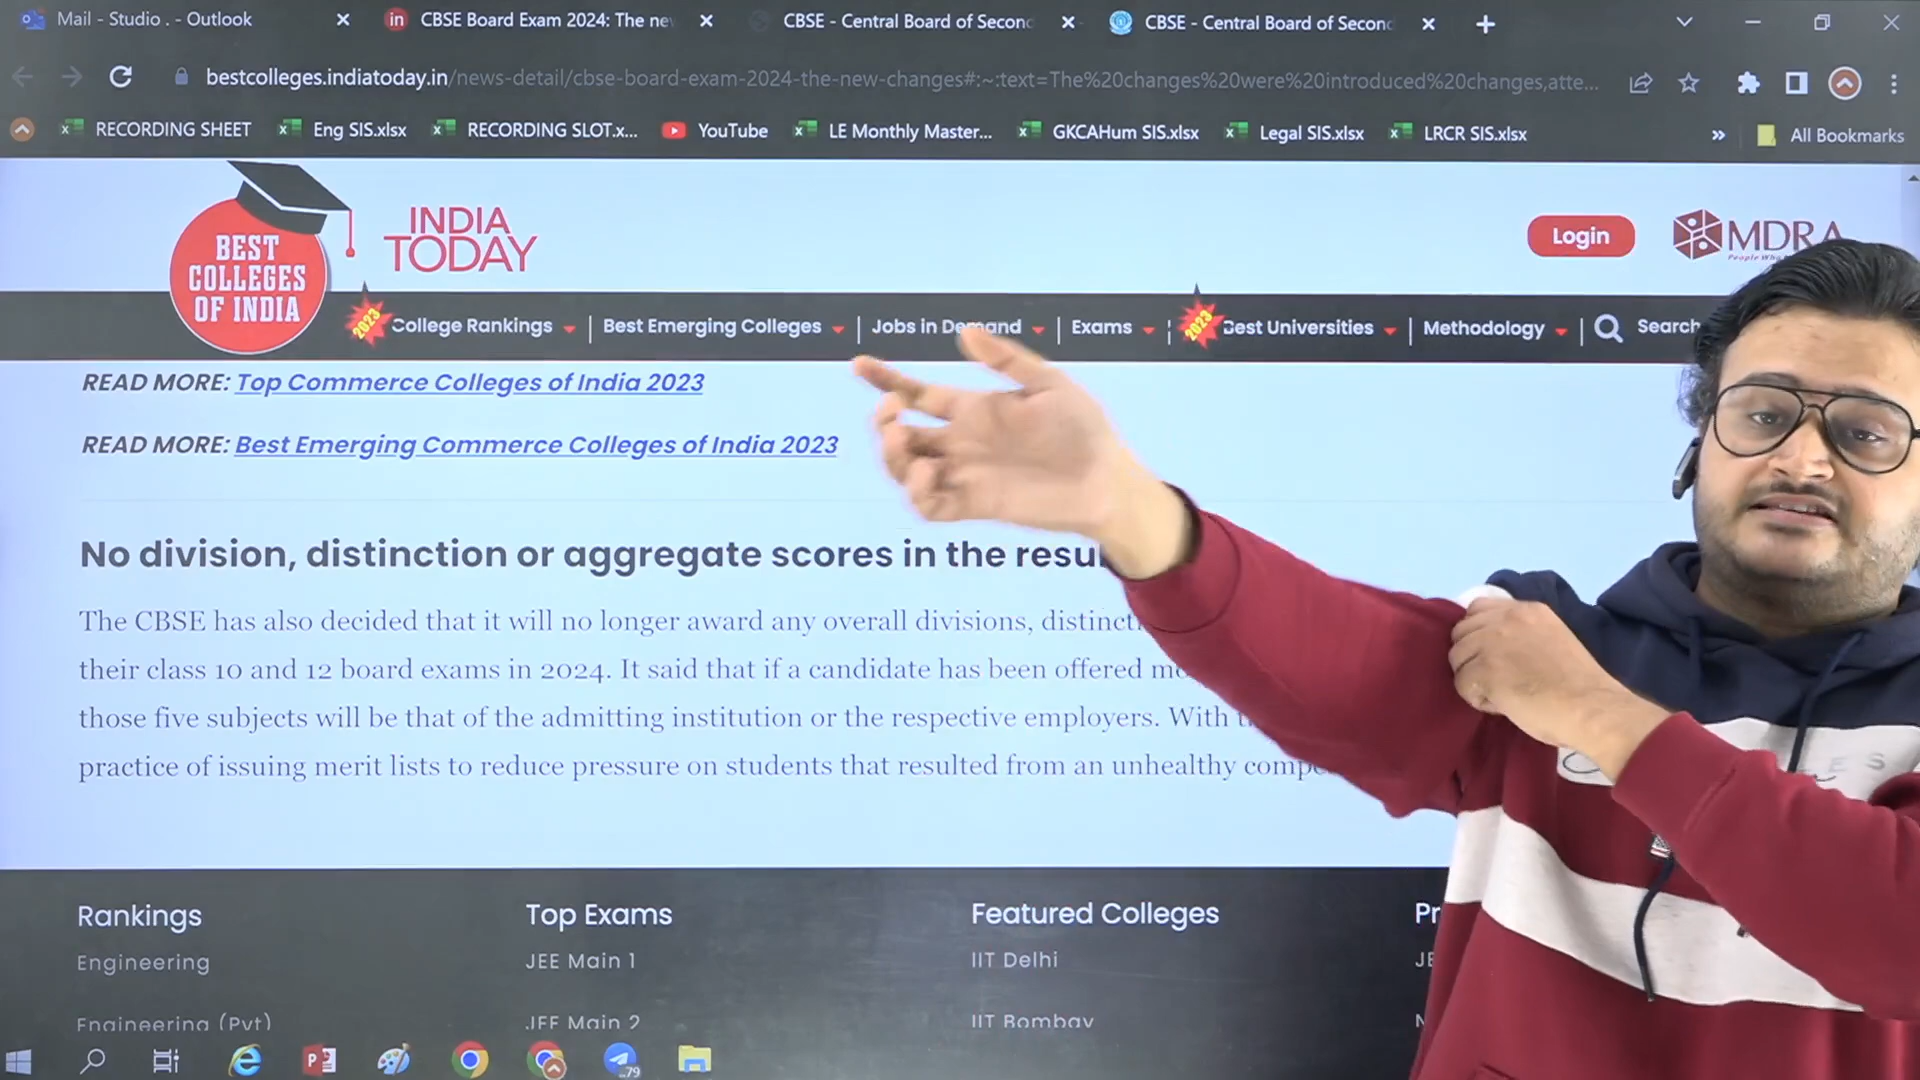 Mail - Studio . - Outlook
CBSE Board Exam 2024: The ne
CBSE - Central Board of Second
CBSE - Central Board of Second
bestcolleges.indiatoday.in/news-detail/cbse-board-exam-2024-the-new-changes#:~:text=The%20changes%20were%20introduced%20changes,atte...
RECORDING SHEET
Eng SIS.xlsx
RECORDING SLOT.x...
YouTube
LE Monthly Master...
GKCAHum SIS.xlsx
Legal SIS.xlsx
LRCR SIS.xlsx
All Bookmarks
BEST
COLLEGES
OF INDIA
INDIA
TODAY
Login
MDRA
2023
College Rankings
Best Emerging Colleges
Jobs in Demand
Exams
2023
Best Universities
Methodology
Search
READ MORE: Top Commerce Colleges of India 2023
READ MORE: Best Emerging Commerce Colleges of India 2023
No division, distinction or aggregate scores in the resu
The CBSE has also decided that it will no longer award any overall divisions, distinct
their class 10 and 12 board exams in 2024. It said that if a candidate has been offered
those five subjects will be that of the admitting institution or the respective employers. With
practice of issuing merit lists to reduce pressure on students that resulted from an unhealthy comp
Rankings
Top Exams
Featured Colleges
Engineering
JEE Main 1
IIT Delhi
Engineering (Pvt)
JEE Main 2
IIT Bombay
79